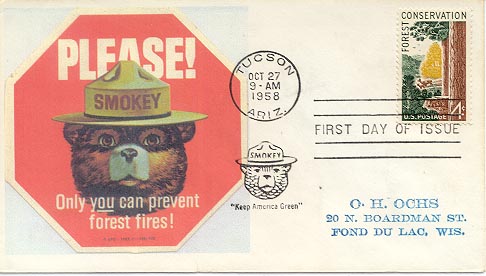 PLEASE!
SMOKEY
Only you can prevent
forest fires!
TUCSON
OCT 27
9-AM
1958
ARIZ.
FOREST CONSERVATION
4¢
U.S. POSTAGE
FIRST DAY OF ISSUE
SMOKEY
"Keep America Green"
O. H. OCHS
20 N. BOARDMAN ST.
FOND DU LAC, WIS.